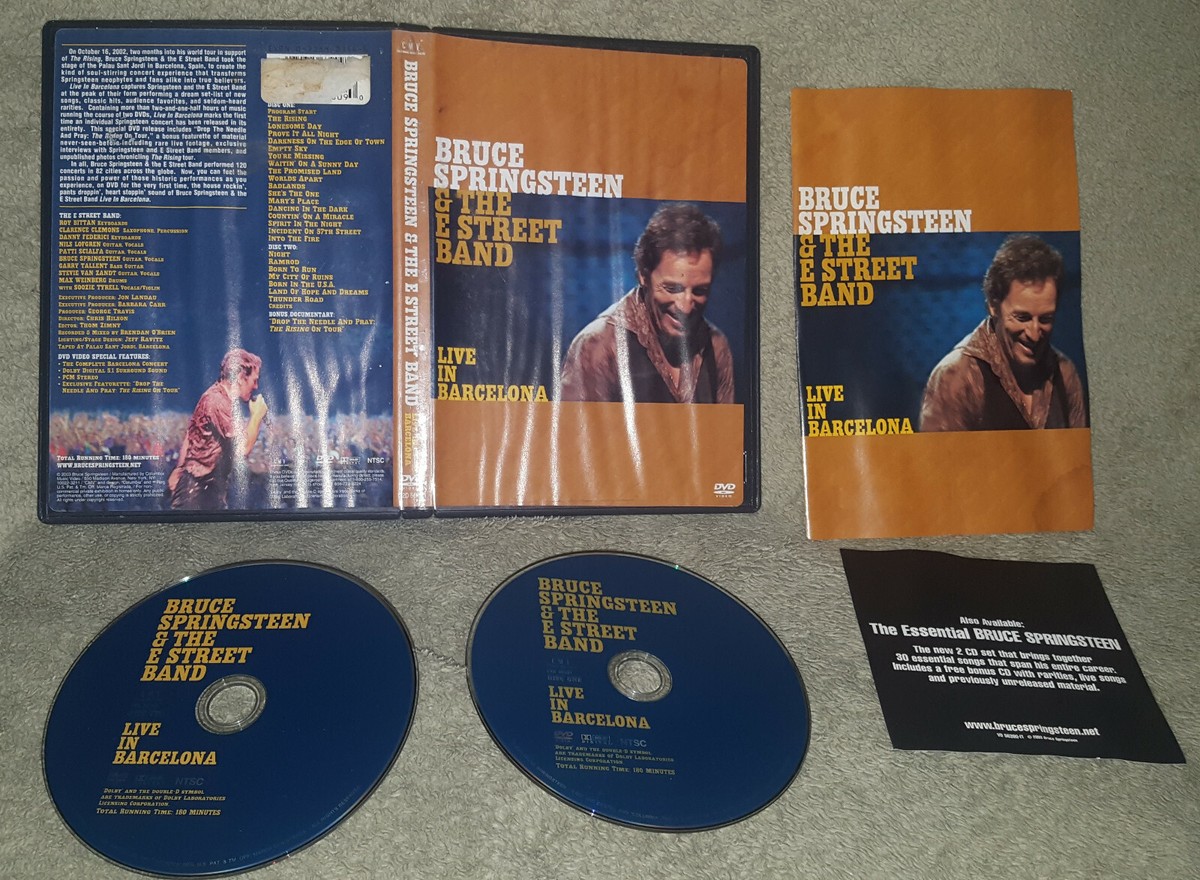 On October 16, 2002, two months into his world tour in support
of The Rising, Bruce Springsteen & the E Street Band took the
stage of the Palau Sant Jordi in Barcelona, Spain, to create the
kind of soul-stirring concert experience that transforms
Springsteen neophytes and fans alike into true believers.
Live In Barcelona captures Springsteen and the E Street Band
at the peak of their form performing a dream set-list of new
songs, classic hits, audience favorites, and seldom-heard
rarities. Containing more than two-and-one-half hours of music
running the course of two DVDs, Live In Barcelona marks the first
time an individual Springsteen concert has been released in its
entirety. This special DVD release includes "Drop The Needle
And Pray: The Rising On Tour," a bonus featurette of material
never-seen-before including rare live footage, exclusive
interviews with Springsteen and E Street Band members, and
unpublished photos chronicling The Rising tour.
In all, Bruce Springsteen & the E Street Band performed 120
concerts in 82 cities across the globe. Now, you can feel the
passion and power of those historic performances as you
experience, on DVD for the very first time, the house rockin',
pants droppin', heart stoppin' sound of Bruce Springsteen & the
E Street Band Live In Barcelona.
THE E STREET BAND:
ROY BITTAN KEYBOARDS
CLARENCE CLEMONS SAXOPHONE, PERCUSSION
DANNY FEDERICI KEYBOARDS
NILS LOFGREN GUITAR, VOCALS
PATTI SCIALFA GUITAR, VOCALS
BRUCE SPRINGSTEEN GUITAR, VOCALS
GARRY TALLENT BASS GUITAR
STEVIE VAN ZANDT GUITAR, VOCALS
MAX WEINBERG DRUMS
WITH SOOZIE TYRELL VOCALS/VIOLIN
EXECUTIVE PRODUCER: JON LANDAU
EXECUTIVE PRODUCER: BARBARA CARR
PRODUCER: GEORGE TRAVIS
DIRECTOR: CHRIS HILSON
EDITOR: THOM ZIMNY
RECORDED & MIXED BY BRENDAN O'BRIEN
LIGHTING/STAGE DESIGN: JEFF RAVITZ
TAPED AT PALAU SANT JORDI, BARCELONA
DVD VIDEO SPECIAL FEATURES:
• THE COMPLETE BARCELONA CONCERT
• DOLBY DIGITAL 5.1 SURROUND SOUND
• PCM STEREO
• EXCLUSIVE FEATURETTE: "DROP THE
NEEDLE AND PRAY: THE RISING ON TOUR"
TOTAL RUNNING TIME: 180 MINUTES
WWW.BRUCESPRINGSTEEN.NET
DISC ONE
PROGRAM START
THE RISING
LONESOME DAY
PROVE IT ALL NIGHT
DARKNESS ON THE EDGE OF TOWN
EMPTY SKY
YOU'RE MISSING
WAITIN' ON A SUNNY DAY
THE PROMISED LAND
WORLDS APART
BADLANDS
SHE'S THE ONE
MARY'S PLACE
DANCING IN THE DARK
COUNTIN' ON A MIRACLE
SPIRIT IN THE NIGHT
INCIDENT ON 57TH STREET
INTO THE FIRE
DISC TWO:
NIGHT
RAMROD
BORN TO RUN
MY CITY OF RUINS
BORN IN THE U.S.A.
LAND OF HOPE AND DREAMS
THUNDER ROAD
CREDITS
BONUS DOCUMENTARY:
"DROP THE NEEDLE AND PRAY:
THE RISING ON TOUR"
NTSC
BRUCE SPRINGSTEEN & THE E STREET BAND
BARCELONA
BRUCE
SPRINGSTEEN
& THE
E STREET
BAND
LIVE
IN
BARCELONA
DVD
VIDEO
BRUCE
SPRINGSTEEN
& THE
E STREET
BAND
LIVE
IN
BARCELONA
BRUCE
SPRINGSTEEN
& THE
E STREET
BAND
LIVE
IN
BARCELONA
NTSC
DOLBY AND THE DOUBLE-D SYMBOL
ARE TRADEMARKS OF DOLBY LABORATORIES
LICENSING CORPORATION
TOTAL RUNNING TIME: 180 MINUTES
BRUCE
SPRINGSTEEN
& THE
E STREET
BAND
DISC ONE
LIVE
IN
BARCELONA
NTSC
DOLBY AND THE DOUBLE-D SYMBOL
ARE TRADEMARKS OF DOLBY LABORATORIES
LICENSING CORPORATION
TOTAL RUNNING TIME: 180 MINUTES
Also Available:
The Essential BRUCE SPRINGSTEEN
The new 2 CD set that brings together
30 essential songs that span his entire career.
Includes a free bonus CD with rarities, live songs
and previously unreleased material.
www.brucespringsteen.net